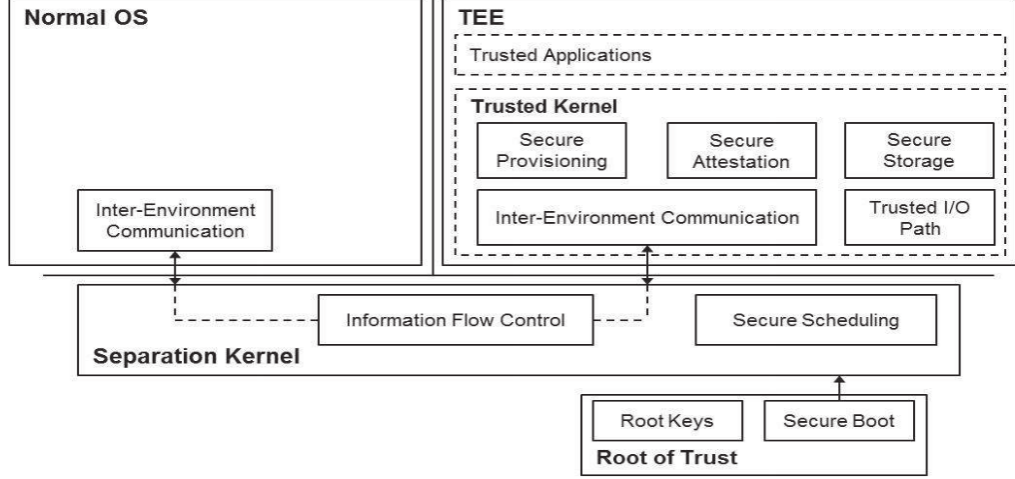 Normal OS
TEE
Trusted Applications
Trusted Kernel
Secure
Provisioning
Secure
Attestation
Secure
Storage
Inter-Environment
Communication
Inter-Environment Communication
Trusted I/O
Path
Information Flow Control
Secure Scheduling
Separation Kernel
Root Keys
Secure Boot
Root of Trust